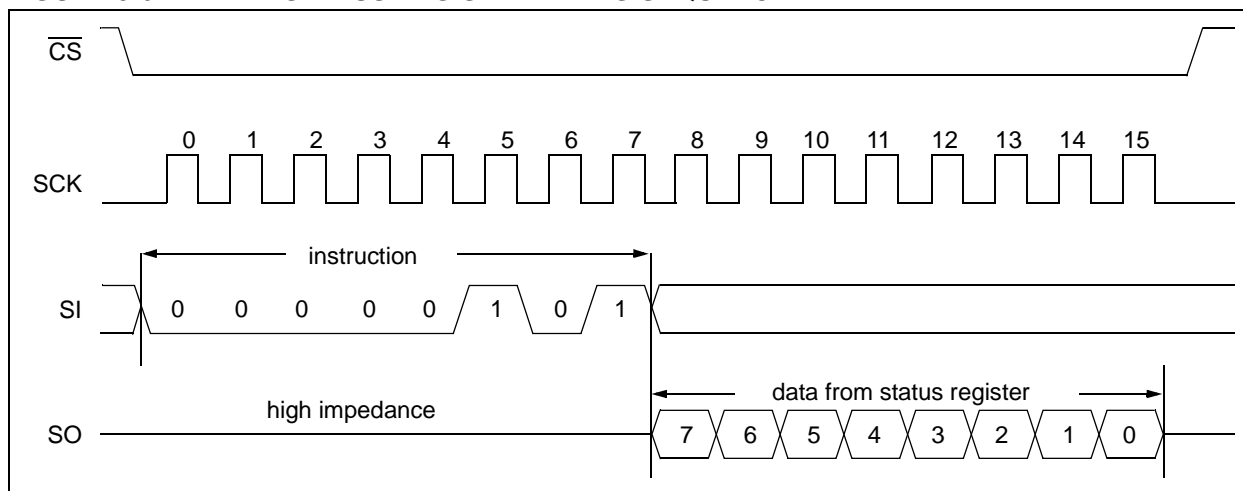 CS
0 1 2 3 4 5 6 7 8 9 10 11 12 13 14 15
SCK
instruction
SI 0 0 0 0 0 1 0 1
data from status register
high impedance
SO 7 6 5 4 3 2 1 0